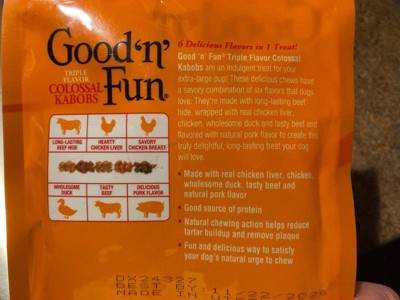 Good'n'
Fun®
TRIPLE
FLAVOR
COLOSSAL
KABOBS
LONG-LASTING
BEEF HIDE
HEARTY
CHICKEN LIVER
SAVORY
CHICKEN BREAST
WHOLESOME
DUCK
TASTY
BEEF
DELICIOUS
PORK FLAVOR
6 Delicious Flavors in 1 Treat!
Good 'n' Fun® Triple Flavor Colossal
Kabobs are an indulgent treat for your
extra-large pup! These delicious chews have
a savory combination of six flavors that dogs
love. They're made with long-lasting beef
hide, wrapped with real chicken liver,
chicken, wholesome duck and tasty beef and
flavored with natural pork flavor to create this
truly delightful, long-lasting treat your dog
will love.
• Made with real chicken liver, chicken,
wholesome duck, tasty beef and
natural pork flavor
• Good source of protein
• Natural chewing action helps reduce
tartar buildup and remove plaque
• Fun and delicious way to satisfy
your dog's natural urge to chew
DX24327
BEST BY 11/22/2026
MADE IN